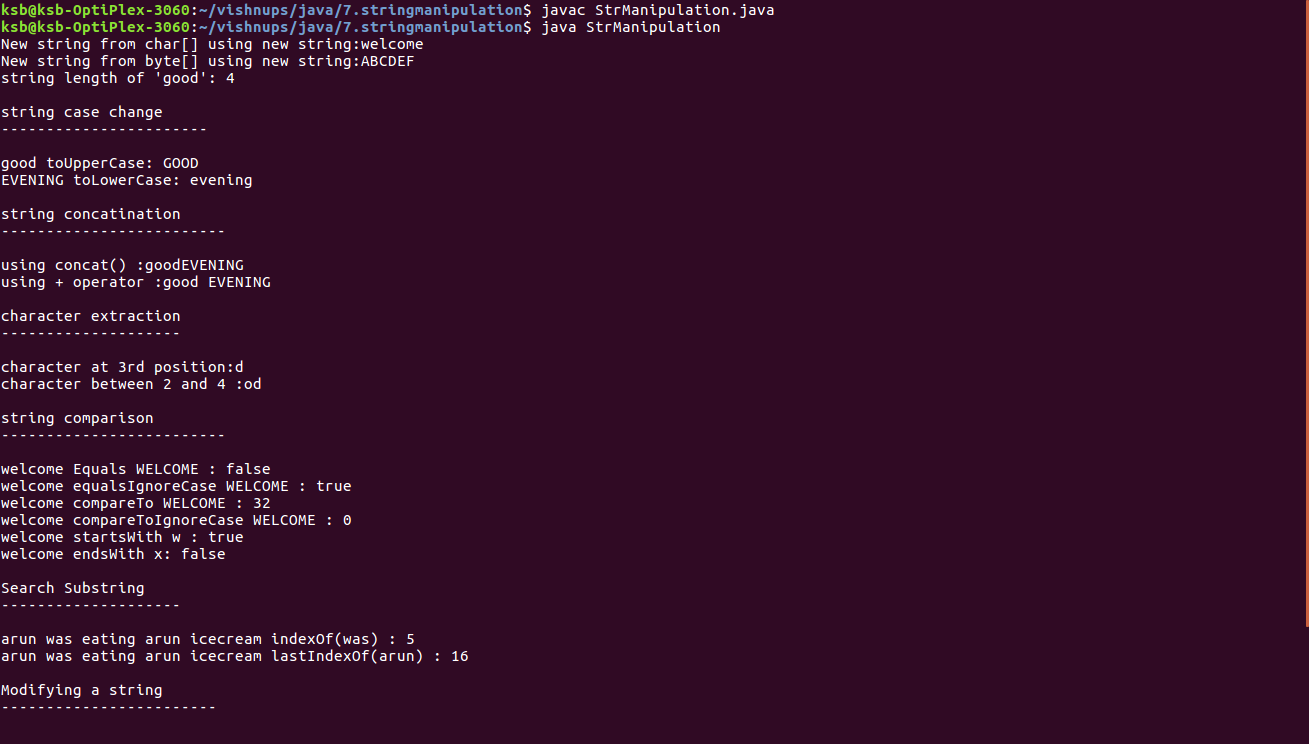 ksb@ksb-OptiPlex-3060:~/vishnups/java/7.stringmanipulation$ javac StrManipulation.java
ksb@ksb-OptiPlex-3060:~/vishnups/java/7.stringmanipulation$ java StrManipulation
New string from char[] using new string:welcome
New string from byte[] using new string:ABCDEF
string length of 'good': 4
string case change
-----------------------
good toUpperCase: GOOD
EVENING toLowerCase: evening
string concatination
-------------------------
using concat() :goodEVENING
using + operator :good EVENING
character extraction
--------------------
character at 3rd position:d
character between 2 and 4 :od
string comparison
-------------------------
welcome Equals WELCOME : false
welcome equalsIgnoreCase WELCOME : true
welcome compareTo WELCOME : 32
welcome compareToIgnoreCase WELCOME : 0
welcome startsWith w : true
welcome endsWith x: false
Search Substring
--------------------
arun was eating arun icecream indexOf(was) : 5
arun was eating arun icecream lastIndexOf(arun) : 16
Modifying a string
------------------------